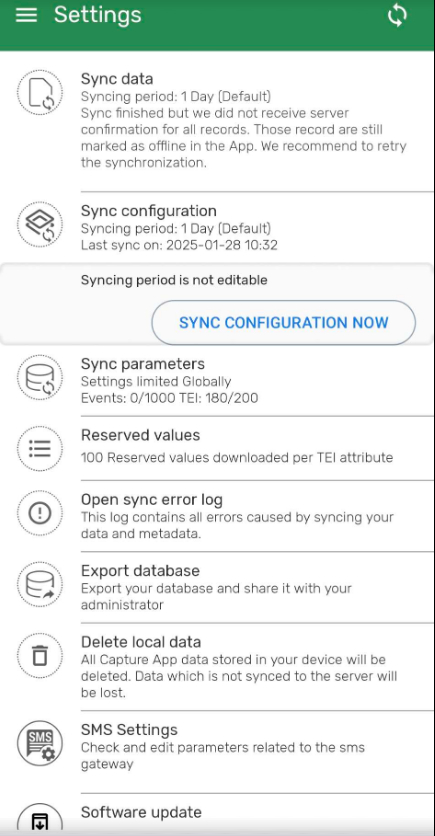 Settings
Sync data
Syncing period: 1 Day (Default)
Sync finished but we did not receive server
confirmation for all records. Those record are still
marked as offline in the App. We recommend to retry
the synchronization.
Sync configuration
Syncing period: 1 Day (Default)
Last sync on: 2025-01-28 10:32
Syncing period is not editable
SYNC CONFIGURATION NOW
Sync parameters
Settings limited Globally
Events: 0/1000 TEI: 180/200
Reserved values
100 Reserved values downloaded per TEI attribute
Open sync error log
This log contains all errors caused by syncing your
data and metadata.
Export database
Export your database and share it with your
administrator
Delete local data
All Capture App data stored in your device will be
deleted. Data which is not synced to the server will
be lost.
SMS
SMS Settings
Check and edit parameters related to the sms
gateway
Software update